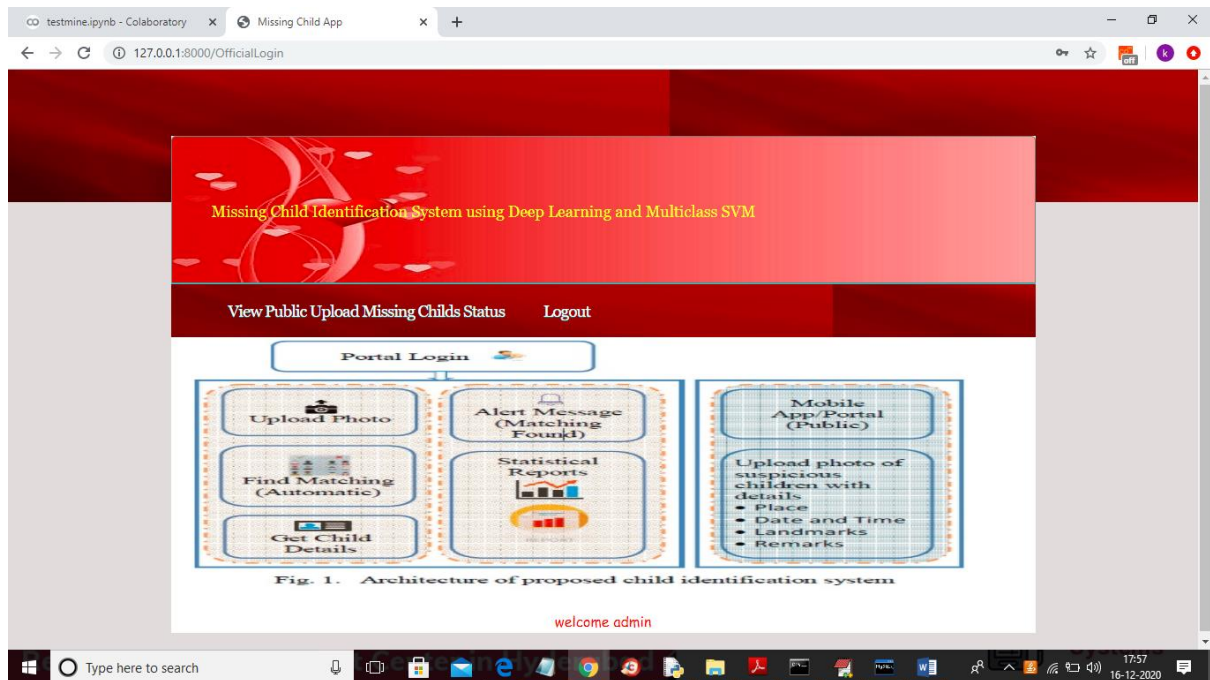 testmine.ipynb - Colaboratory
Missing Child App
127.0.0.1:8000/OfficialLogin
off
k
Missing Child Identification System using Deep Learning and Multiclass SVM
View Public Upload Missing Childs Status
Logout
Portal Login
Upload Photo
Find Matching
(Automatic)
Get Child
Details
Alert Message
(Matching
Found)
Statistical
Reports
Mobile
App/Portal
(Public)
Upload photo of
suspicious
children with
details
• Place
• Date and Time
• Landmarks
• Remarks
Fig. 1. Architecture of proposed child identification system
welcome admin
Type here to search
17:57
16-12-2020